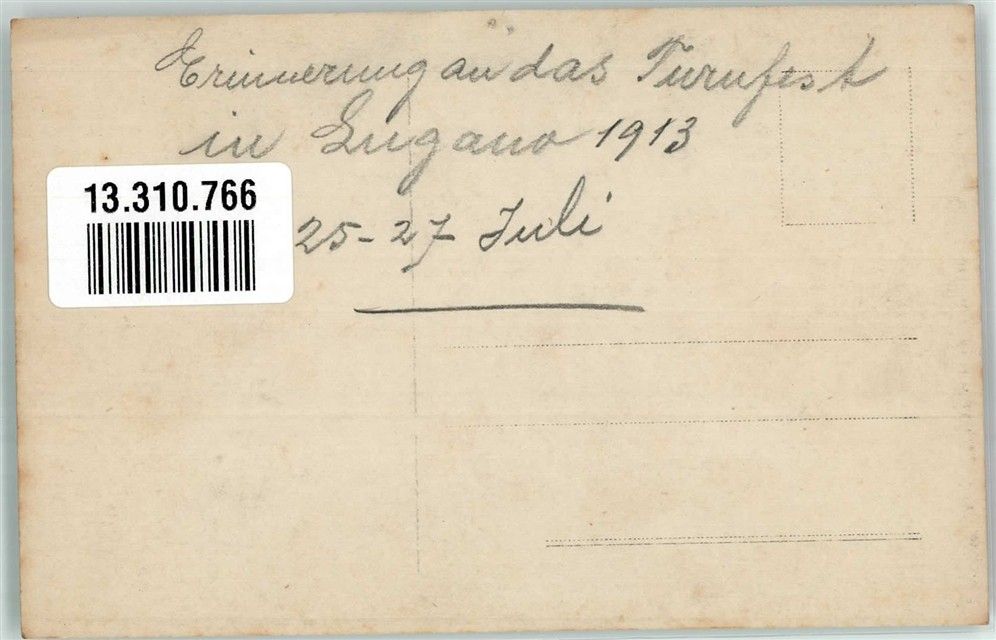 Erinnerung an das Turnfest
in Lugano 1913
13.310.766
25-27 Juli